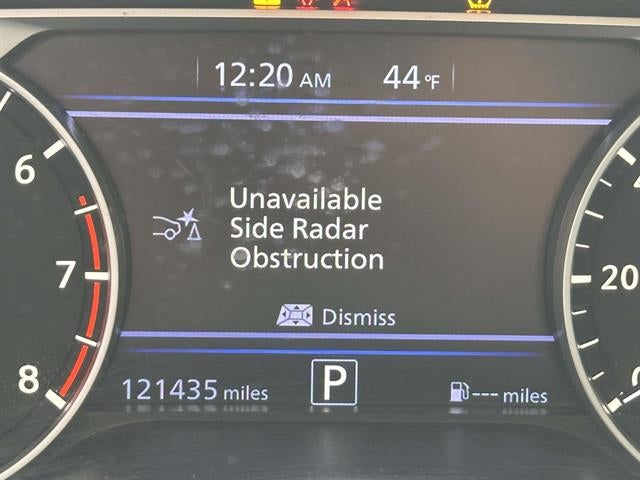 12:20 AM 44°F
6
Unavailable
Side Radar
Obstruction
7
20
Dismiss
8
P
121435 miles
--- miles